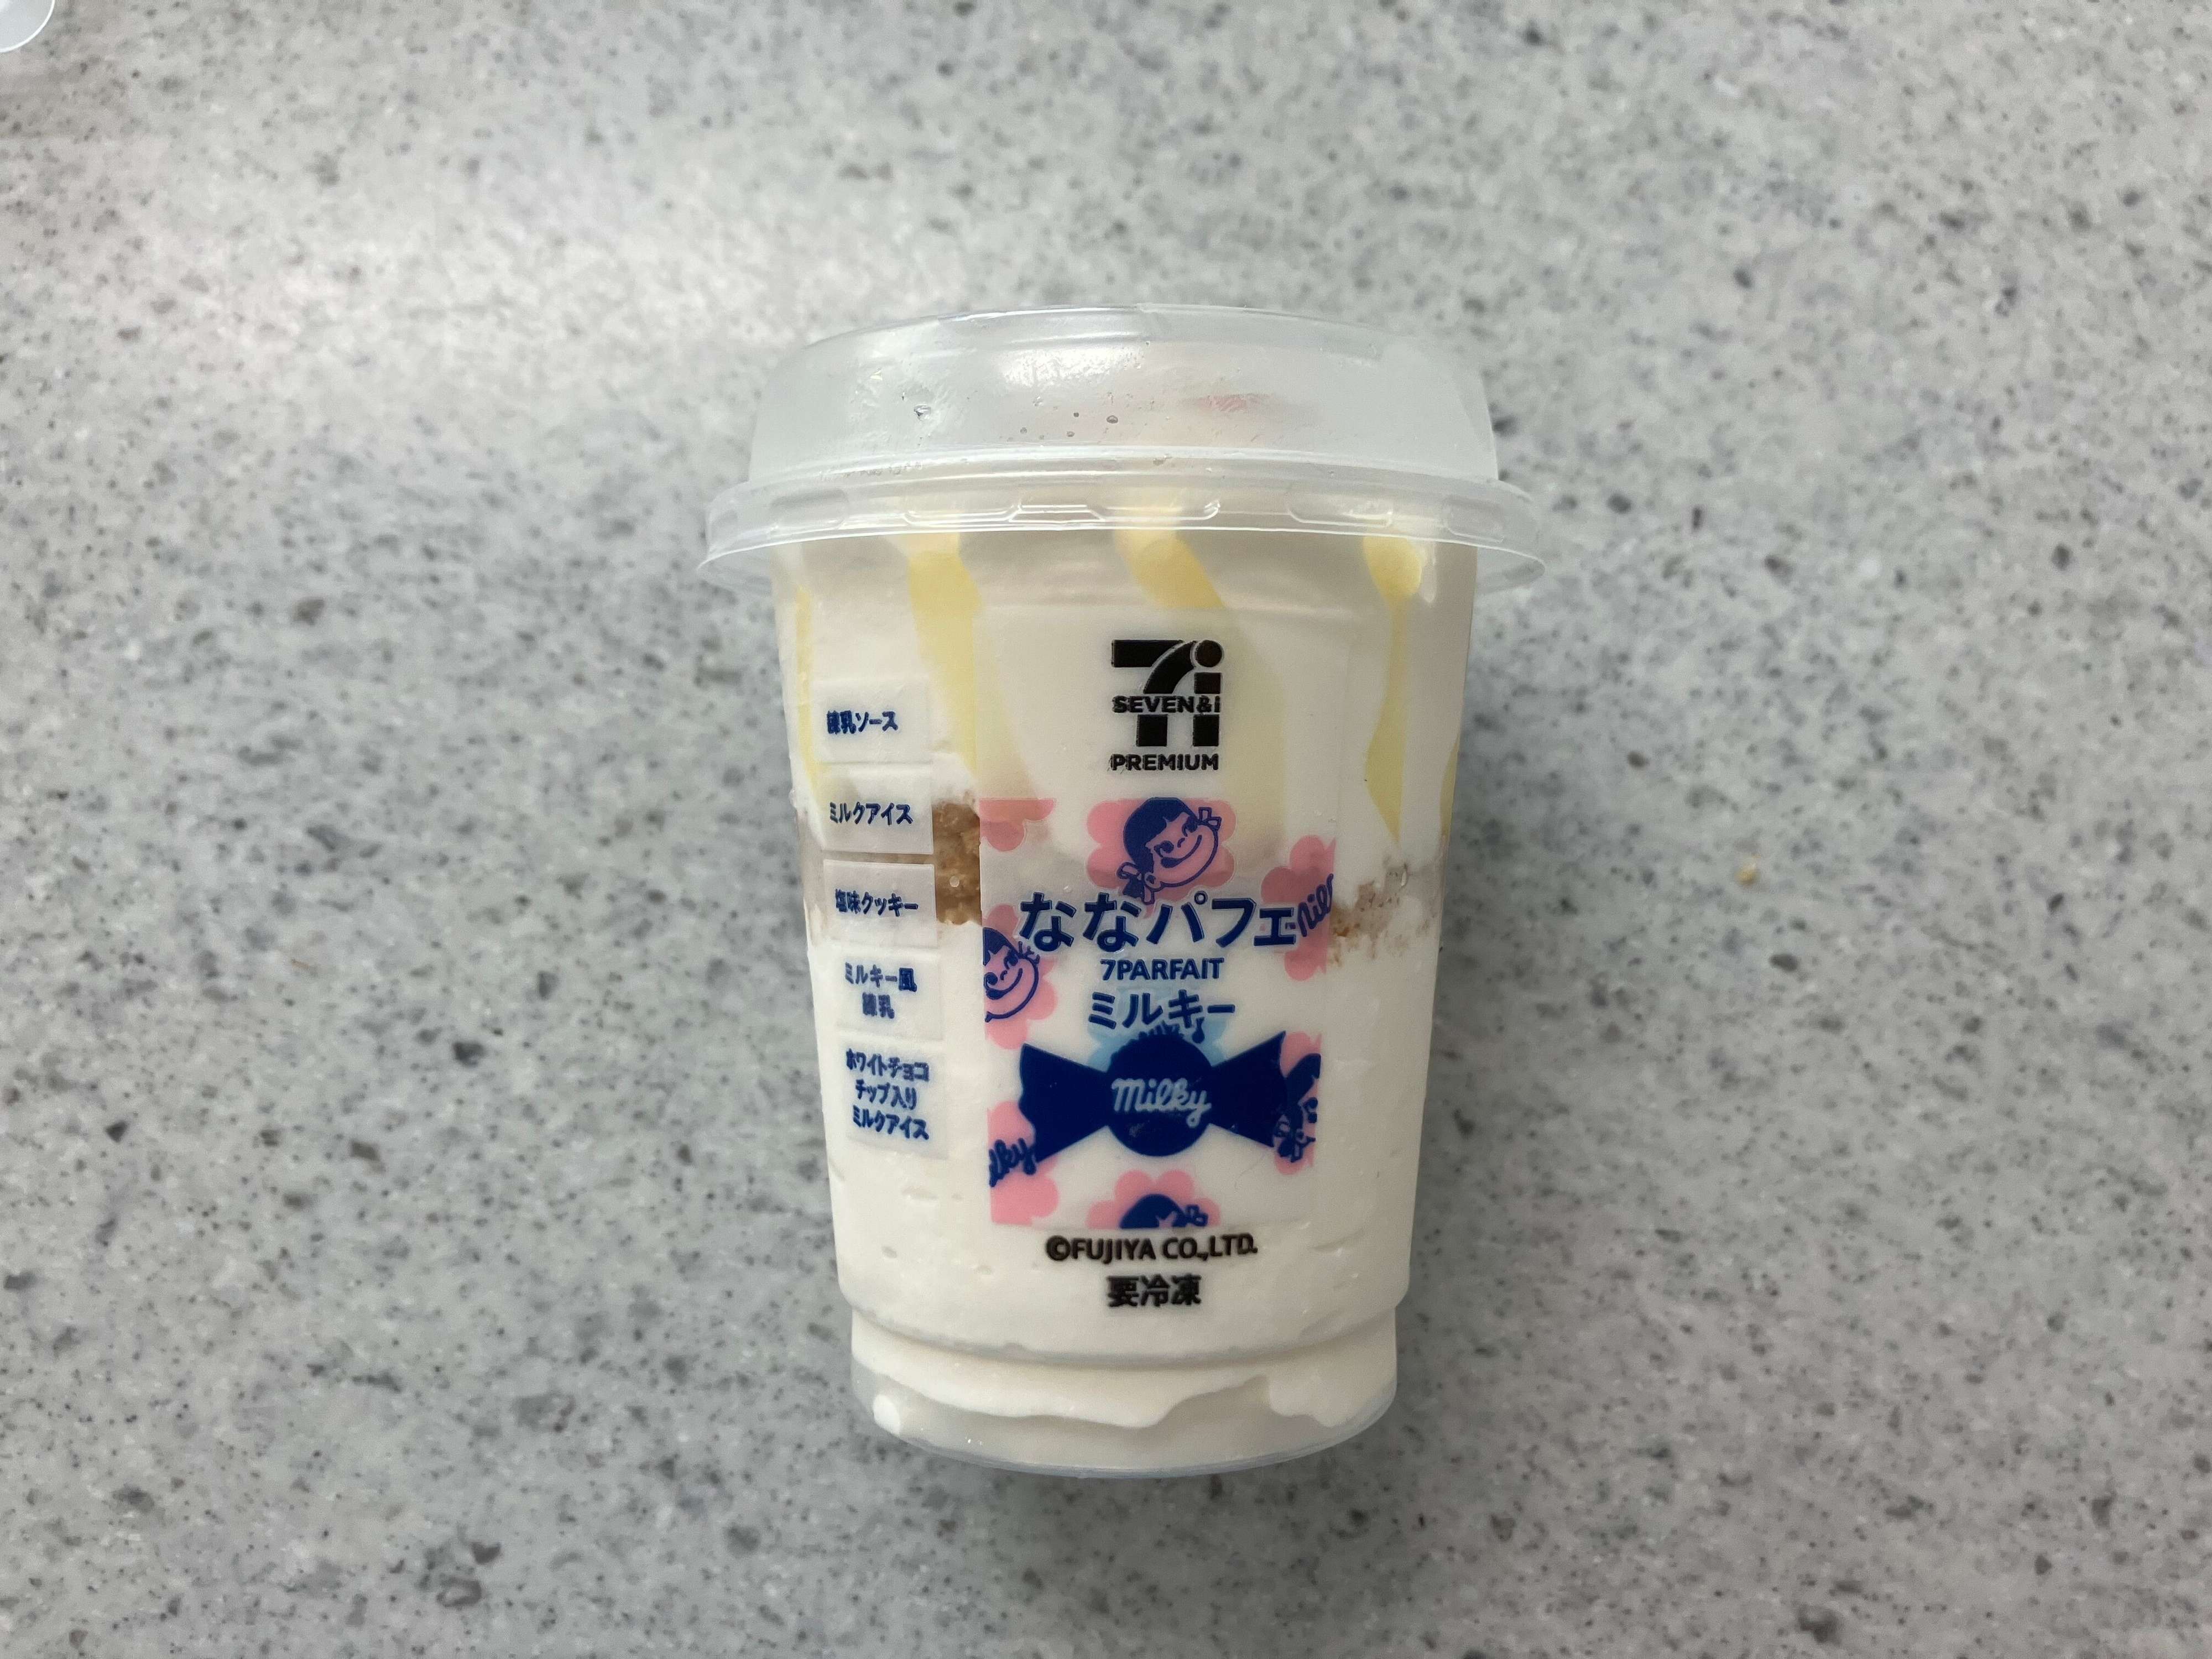 7i
SEVEN&i
PREMIUM
練乳ソース
ミルクアイス
塩味クッキー
ミルキー風
練乳
ホワイトチョコ
チップ入り
ミルクアイス
ななパフェ
7PARFAIT
ミルキー
milky
©FUJIYA CO.,LTD.
要冷凍